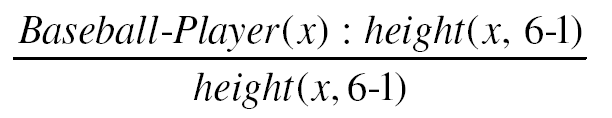 Baseball-Player(x) : height(x, 6-1)
height(x, 6-1)